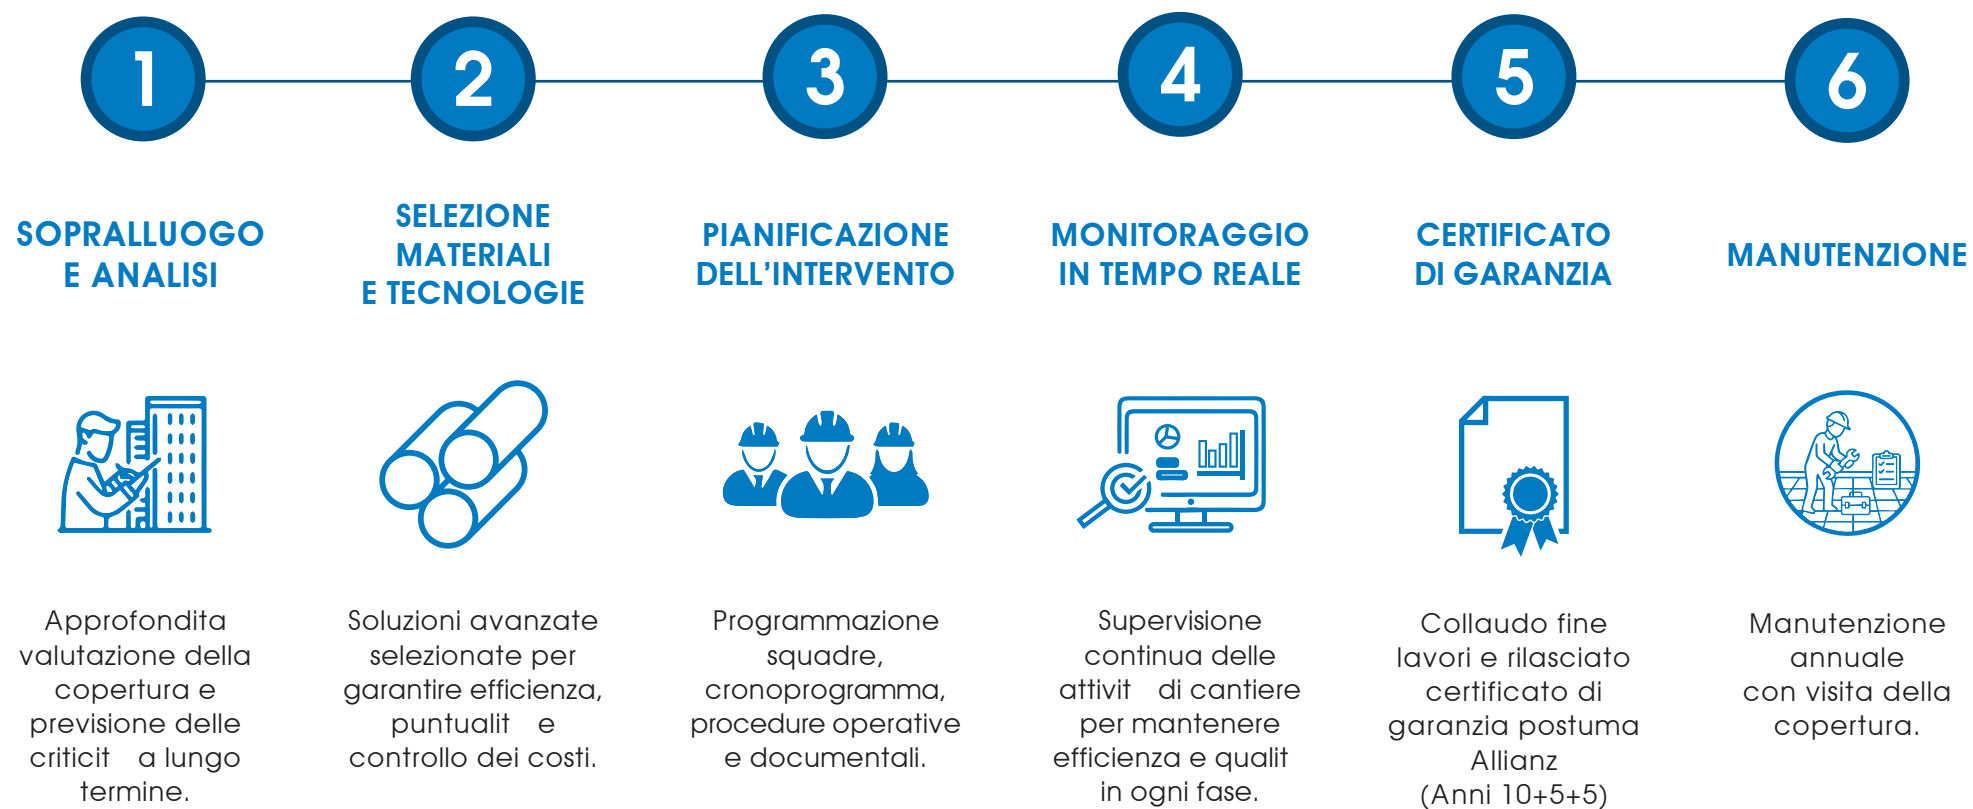 1
2
3
4
5
6
SOPRALLUOGO
E ANALISI
SELEZIONE
MATERIALI
E TECNOLOGIE
PIANIFICAZIONE
DELL’INTERVENTO
MONITORAGGIO
IN TEMPO REALE
CERTIFICATO
DI GARANZIA
MANUTENZIONE
Approfondita
valutazione della
copertura e
previsione delle
criticit a lungo
termine.
Soluzioni avanzate
selezionate per
garantire efficienza,
puntualit e
controllo dei costi.
Programmazione
squadre,
cronoprogramma,
procedure operative
e documentali.
Supervisione
continua delle
attivit di cantiere
per mantenere
efficienza e qualit
in ogni fase.
Collaudo fine
lavori e rilasciato
certificato di
garanzia postuma
Allianz
(Anni 10+5+5)
Manutenzione
annuale
con visita della
copertura.